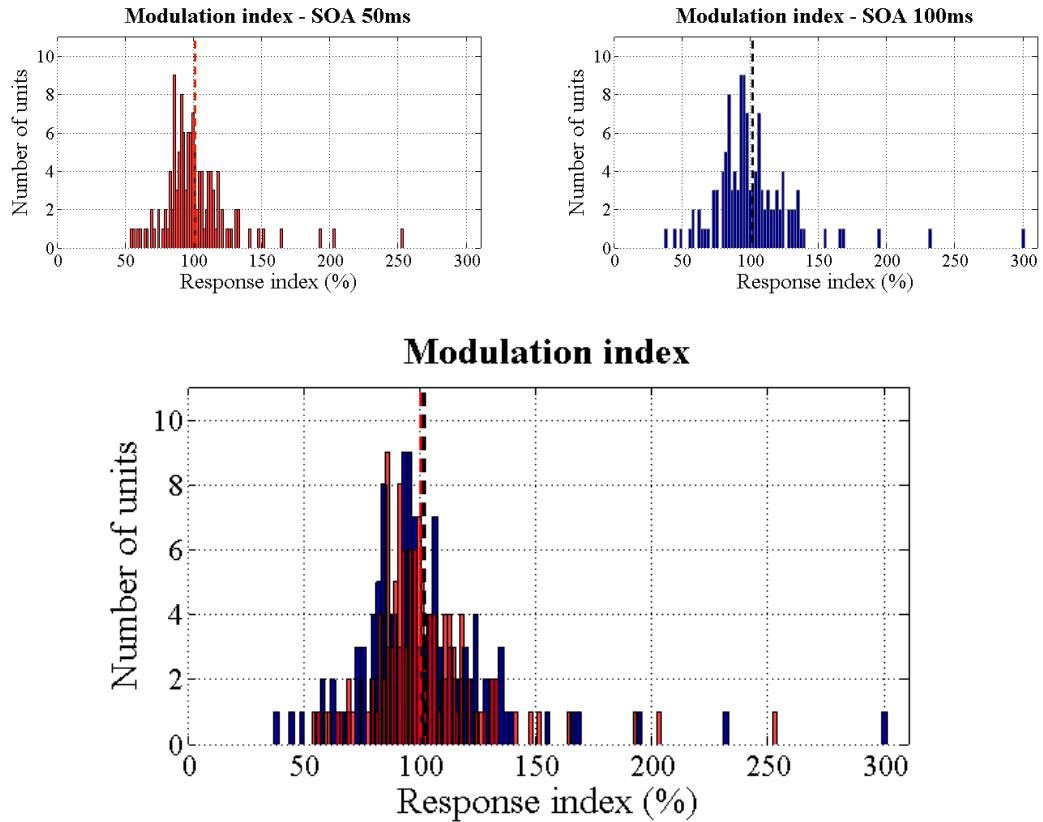 Modulation index - SOA 50ms
Number of units
10
8
6
4
2
0
0 50 100 150 200 250 300
Response index (%)
Modulation index - SOA 100ms
Number of units
10
8
6
4
2
0
0 50 100 150 200 250 300
Response index (%)
Modulation index
Number of units
10
8
6
4
2
0
0 50 100 150 200 250 300
Response index (%)